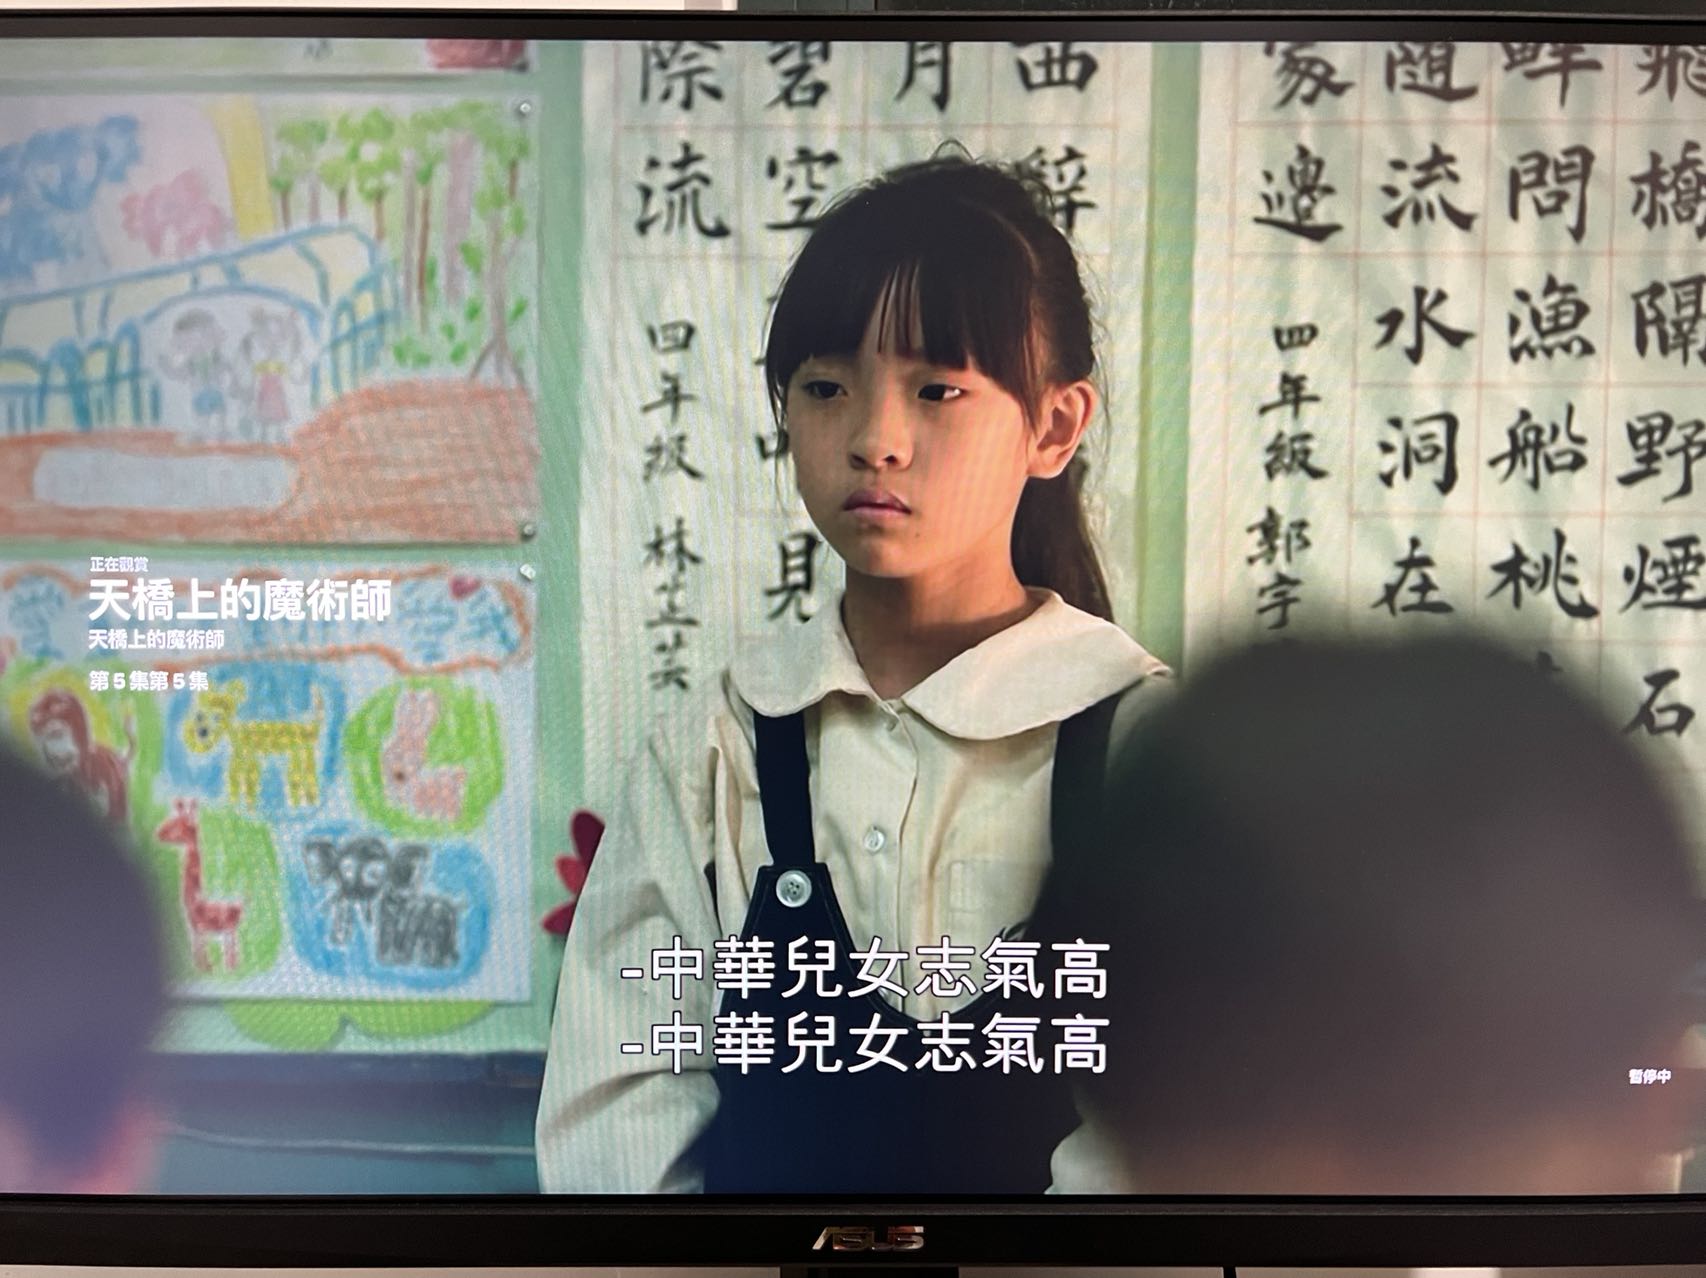 正在觀賞
天橋上的魔術師
天橋上的魔術師
第5集第5集
西辭
月
碧空見
際流
四年級 林芷芸
飛橋隔野煙石
問漁船桃
隨流水洞在
邊
四年級 郭宇
-中華兒女志氣高
-中華兒女志氣高
暫停中
ASUS